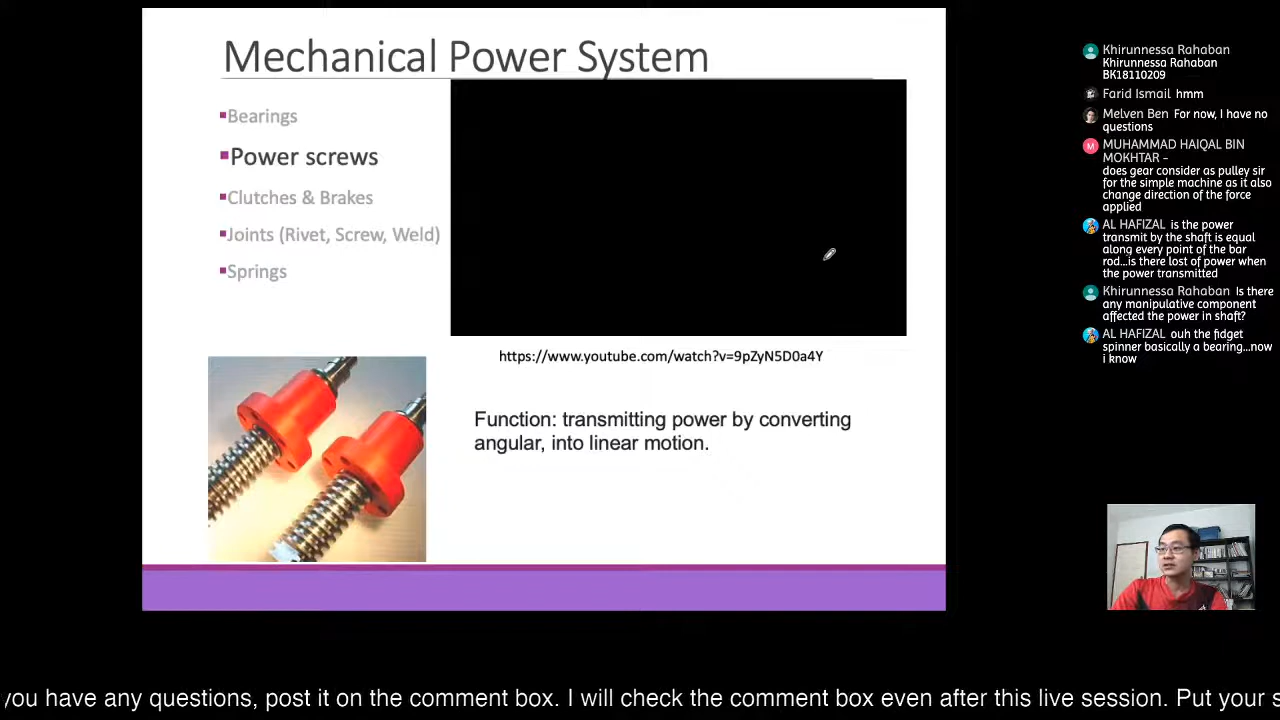 Mechanical Power System
▪Bearings
▪Power screws
▪Clutches & Brakes
▪Joints (Rivet, Screw, Weld)
▪Springs
https://www.youtube.com/watch?v=9pZyN5D0a4Y
Function: transmitting power by converting
angular, into linear motion.
Khirunnessa Rahaban
Khirunnessa Rahaban
BK18110209
Farid Ismail hmm
Melven Ben For now, I have no
questions
M
MUHAMMAD HAIQAL BIN
MOKHTAR -
does gear consider as pulley sir
for the simple machine as it also
change direction of the force
applied
AL HAFIZAL is the power
transmit by the shaft is equal
along every point of the bar
rod...is there lost of power when
the power transmitted
Khirunnessa Rahaban Is there
any manipulative component
affected the power in shaft?
AL HAFIZAL ouh the fidget
spinner basically a bearing...now
i know
you have any questions, post it on the comment box. I will check the comment box even after this live session. Put your s